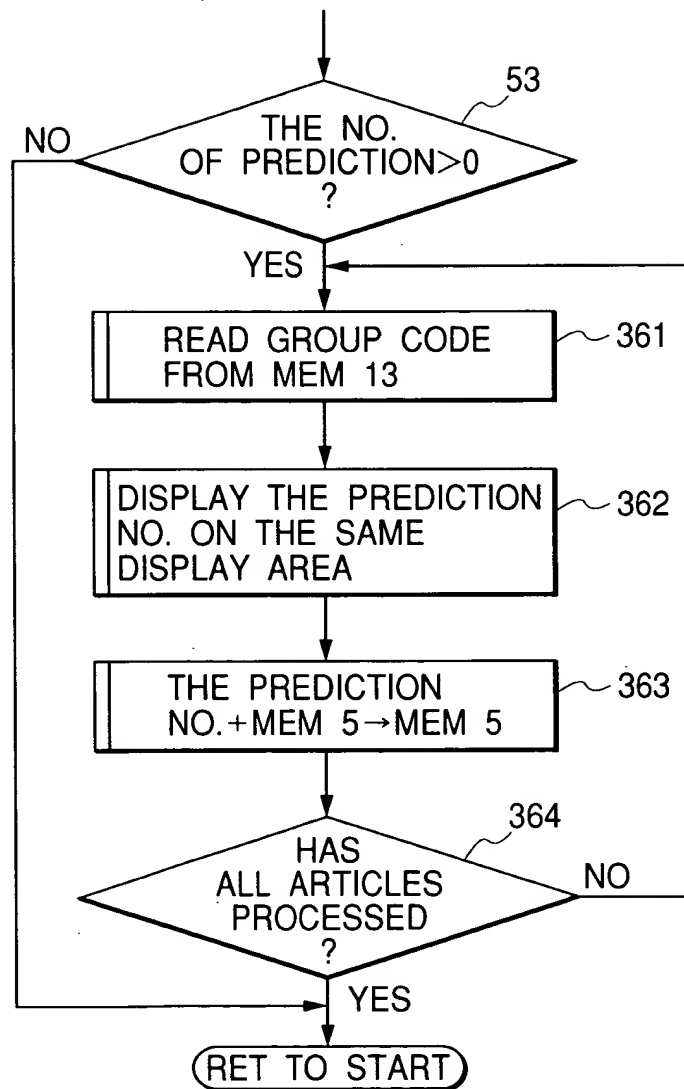 53
THE NO.
NO
OF PREDICTION>0
?
YES
READ GROUP CODE
FROM MEM 13
361
DISPLAY THE PREDICTION
NO. ON THE SAME
DISPLAY AREA
362
THE PREDICTION
NO.+MEM 5→MEM 5
363
364
HAS
ALL ARTICLES
PROCESSED
?
NO
YES
RET TO START